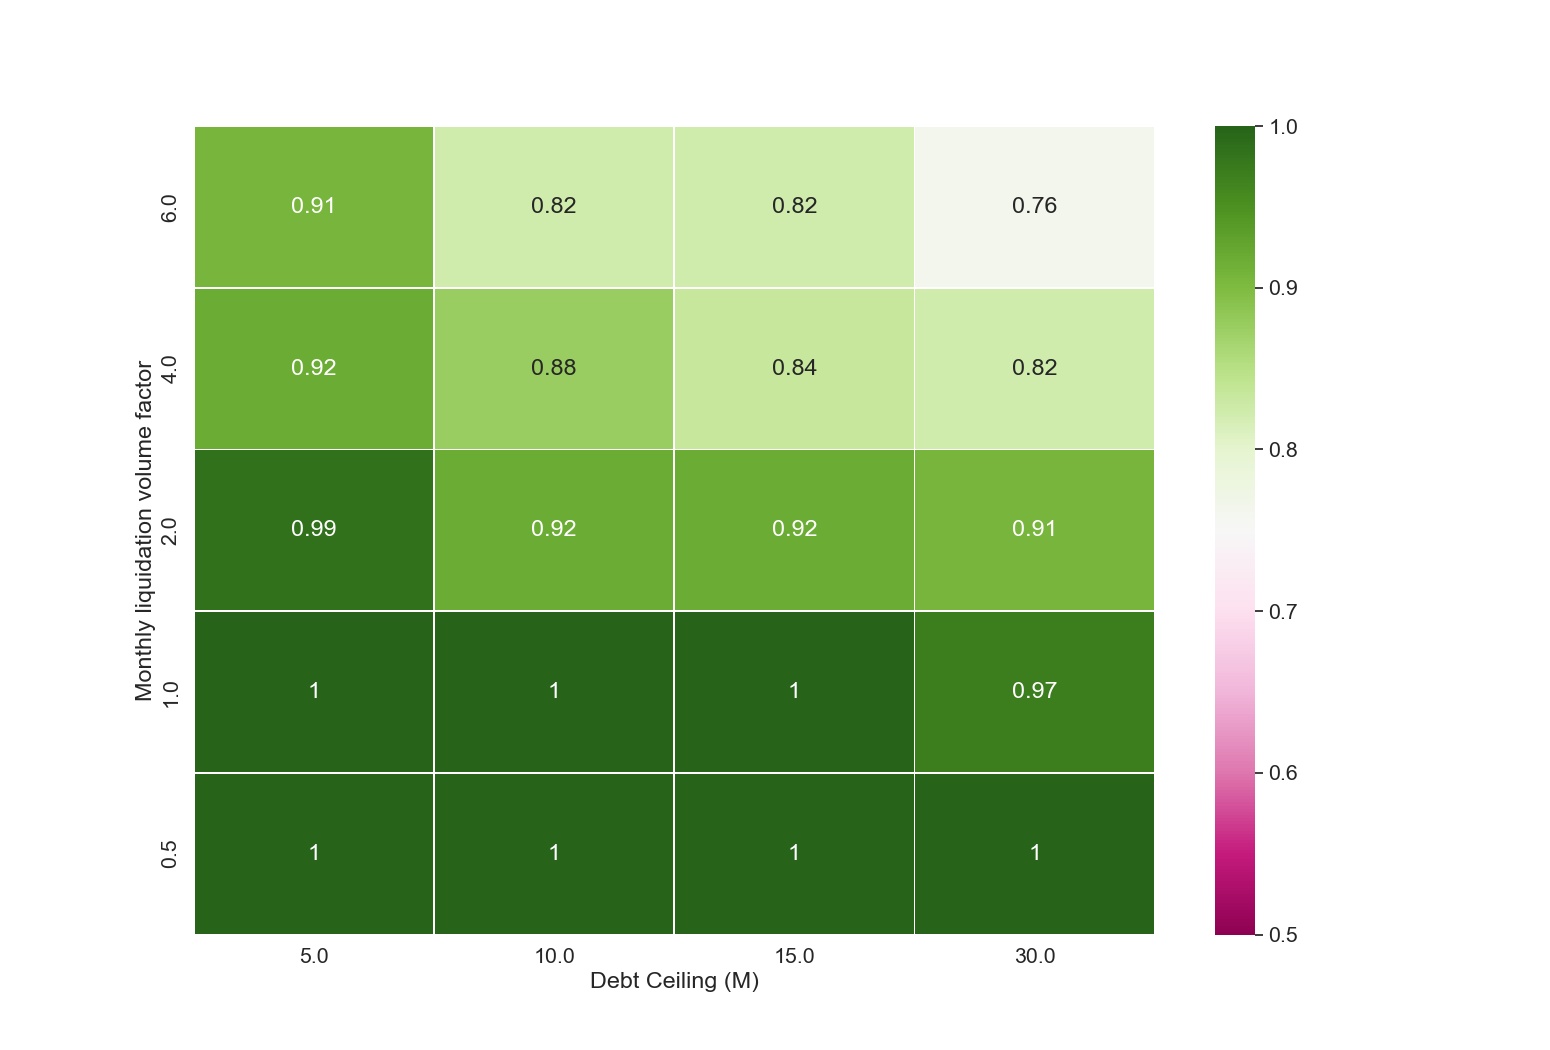 6.0 0.91 0.82 0.82 0.76
4.0 0.92 0.88 0.84 0.82
2.0 0.99 0.92 0.92 0.91
1.0 1 1 1 0.97
0.5 1 1 1 1
Monthly liquidation volume factor
5.0 10.0 15.0 30.0
Debt Ceiling (M)
1.0
0.9
0.8
0.7
0.6
0.5